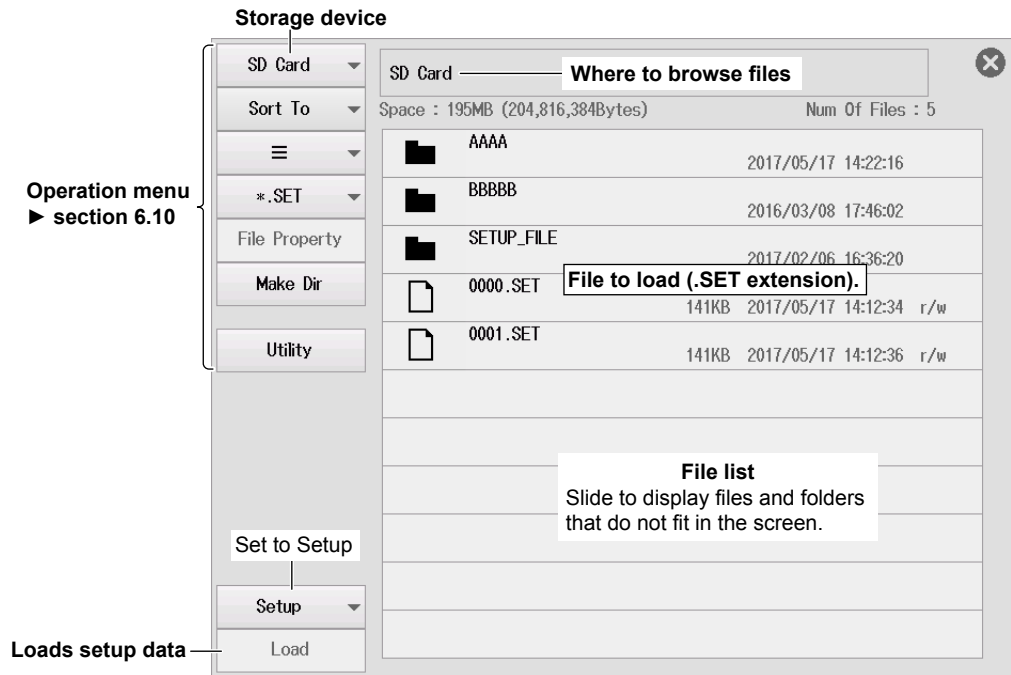 Storage device
SD Card
SD Card
Where to browse files
Sort To
Space : 195MB (204,816,384Bytes)
Num Of Files : 5
☰
AAAA
2017/05/17 14:22:16
Operation menu
► section 6.10
*.SET
BBBBB
2016/03/08 17:46:02
File Property
SETUP_FILE
2017/02/06 16:36:20
Make Dir
File to load (.SET extension).
0000.SET
141KB 2017/05/17 14:12:34 r/w
Utility
0001.SET
141KB 2017/05/17 14:12:36 r/w
File list
Slide to display files and folders
that do not fit in the screen.
Set to Setup
Setup
Loads setup data
Load